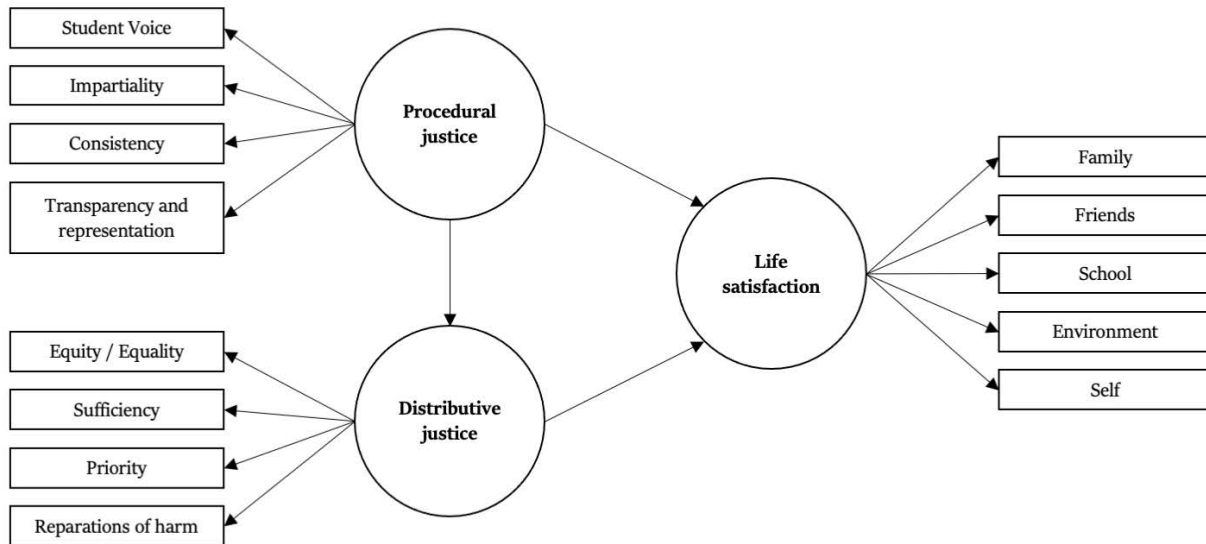 Student Voice
Impartiality
Consistency
Transparency and
representation
Procedural
justice
Equity / Equality
Sufficiency
Priority
Reparations of harm
Distributive
justice
Life
satisfaction
Family
Friends
School
Environment
Self